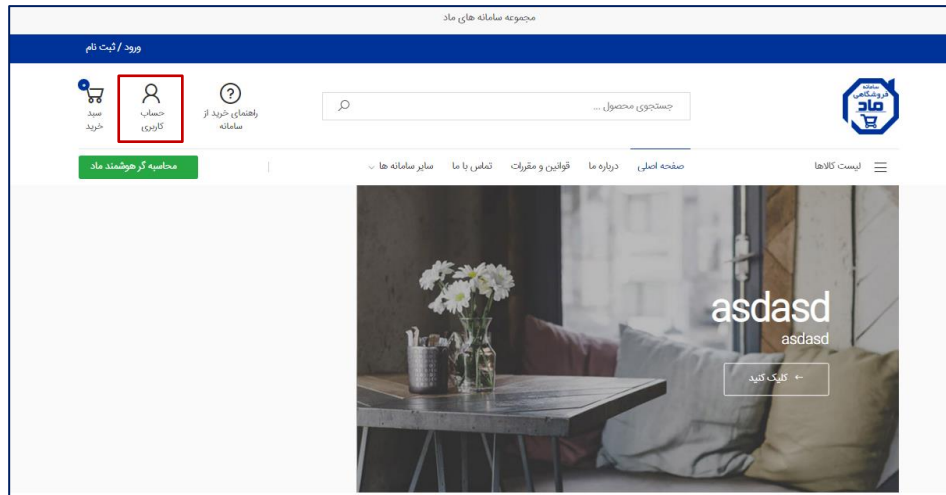 مجموعه سامانه های ماد
ورود / ثبت نام
سامانه
فروشگاهی
ماد
جستجوی محصول ...
راهنمای خرید از
سامانه
حساب
کاربری
۰
سبد
خرید
لیست کالاها
صفحه اصلی
درباره ما
قوانین و مقررات
تماس با ما
سایر سامانه ها
محاسبه گر هوشمند ماد
asdasd
asdasd
کلیک کنید